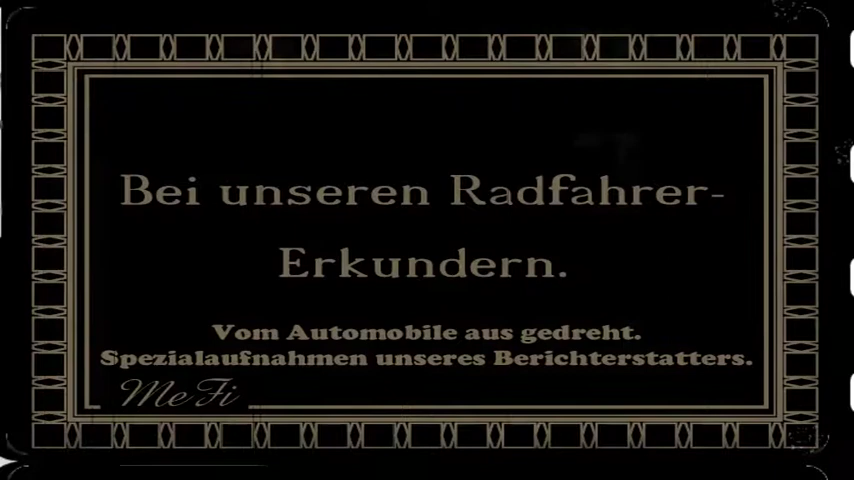 Bei unseren Radfahrer-
Erkundern.
Vom Automobile aus gedreht.
Spezialaufnahmen unseres Berichterstatters.
MeFi